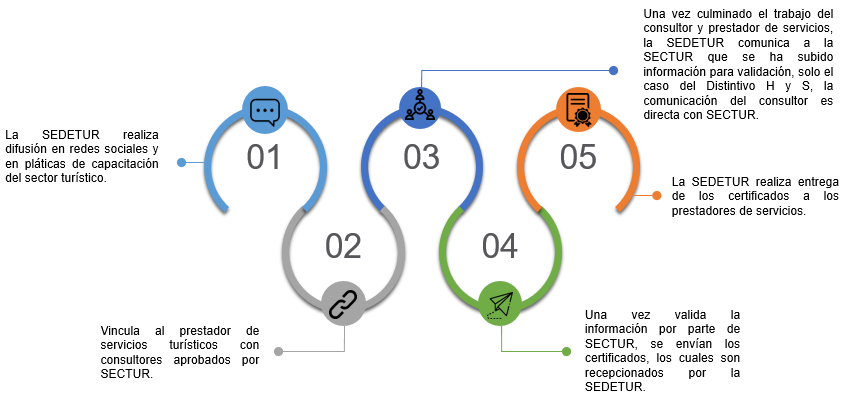 01
La SEDETUR realiza
difusión en redes sociales y
en pláticas de capacitación
del sector turístico.
02
Vincula al prestador de
servicios turísticos con
consultores aprobados por
SECTUR.
03
Una vez culminado el trabajo del
consultor y prestador de servicios,
la SEDETUR comunica a la
SECTUR que se ha subido
información para validación, solo el
caso del Distintivo H y S, la
comunicación del consultor es
directa con SECTUR.
04
Una vez valida la
información por parte de
SECTUR, se envían los
certificados, los cuales son
recepcionados por la
SEDETUR.
05
La SEDETUR realiza entrega
de los certificados a los
prestadores de servicios.